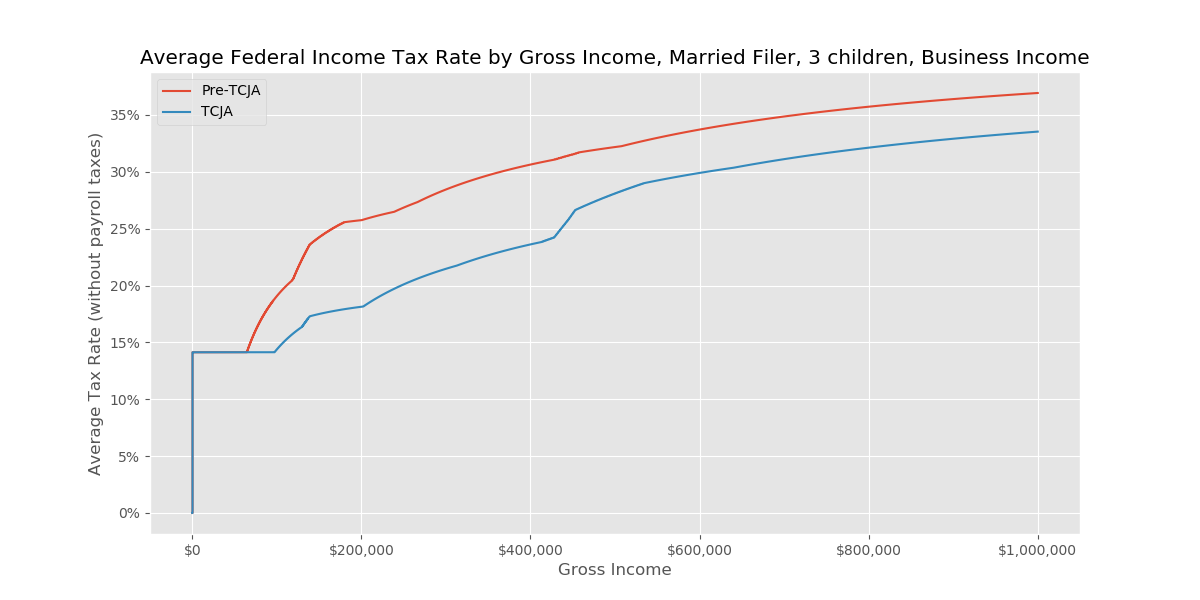 Average Federal Income Tax Rate by Gross Income, Married Filer, 3 children, Business Income
Pre-TCJA
TCJA
Average Tax Rate (without payroll taxes)
35%
30%
25%
20%
15%
10%
5%
0%
$0
$200,000
$400,000
$600,000
$800,000
$1,000,000
Gross Income